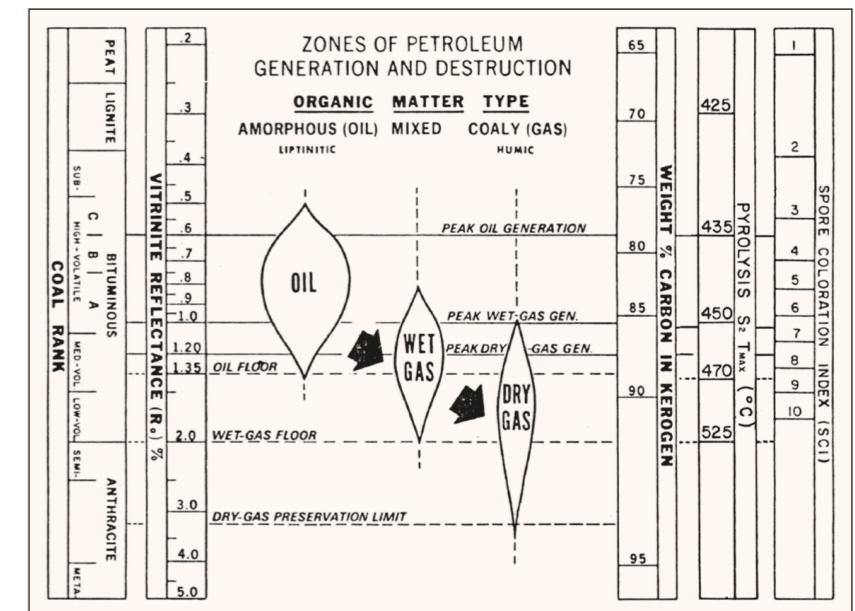 ZONES OF PETROLEUM
GENERATION AND DESTRUCTION
ORGANIC MATTER TYPE
AMORPHOUS (OIL) MIXED COALY (GAS)
LIPTINITIC HUMIC
COAL RANK
PEAT
LIGNITE
SUB-
BITUMINOUS
HIGH-VOLATILE
C
B
A
MED-VOL
LOW-VOL
SEMI-
ANTHRACITE
META-
VITRINITE REFLECTANCE (Ro) %
.2
.3
.4
.5
.6
.7
.8
.9
1.0
1.20
1.35
2.0
3.0
4.0
5.0
PEAK OIL GENERATION
OIL
PEAK WET-GAS GEN.
WET
GAS
PEAK DRY-GAS GEN.
OIL FLOOR
DRY
GAS
WET-GAS FLOOR
DRY-GAS PRESERVATION LIMIT
WEIGHT % CARBON IN KEROGEN
65
70
75
80
85
90
95
PYROLYSIS S2 TMAX (°C)
425
435
450
470
525
SPORE COLORATION INDEX (SCI)
1
2
3
4
5
6
7
8
9
10